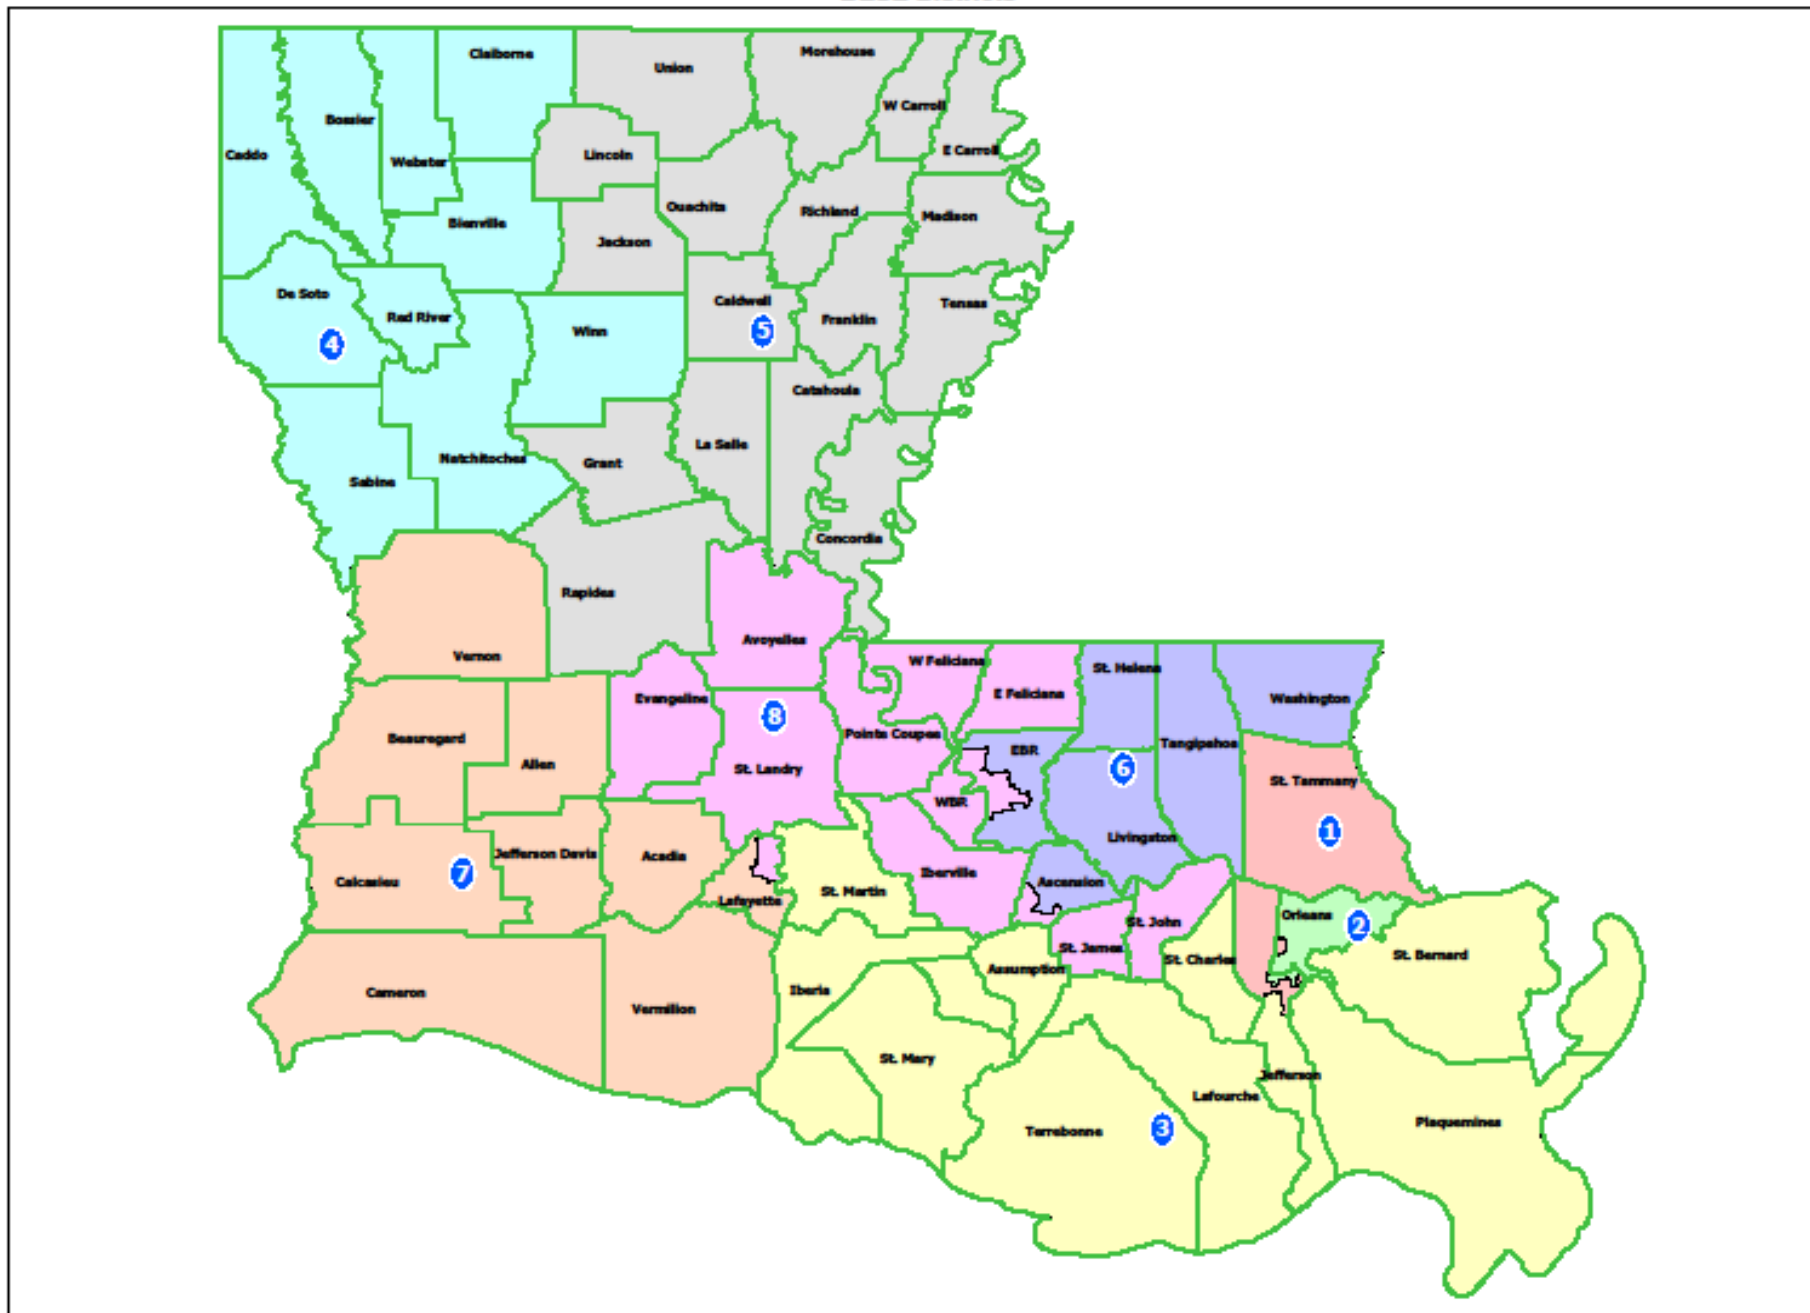 Claiborne
Union
Morehouse
Bossier
W Carroll
Caddo
Webster
Lincoln
E Carroll
Ouachita
Richland
Madison
Bienville
Jackson
De Soto
Red River
Winn
Caldwell
Franklin
Tensas
4
5
Catahoula
La Salle
Natchitoches
Grant
Sabine
Concordia
Rapides
Avoyelles
Vernon
W Feliciana
St. Helena
Evangeline
E Feliciana
Washington
8
Beauregard
Pointe Coupee
Tangipahoa
EBR
Allen
St. Landry
6
St. Tammany
WBR
1
Livingston
Jefferson Davis
Acadia
7
Calcasieu
Iberville
Ascension
St. Martin
Lafayette
Orleans
2
St. John
St. James
St. Charles
St. Bernard
Assumption
Cameron
Iberia
Vermilion
St. Mary
Jefferson
Lafourche
Terrebonne
3
Plaquemines